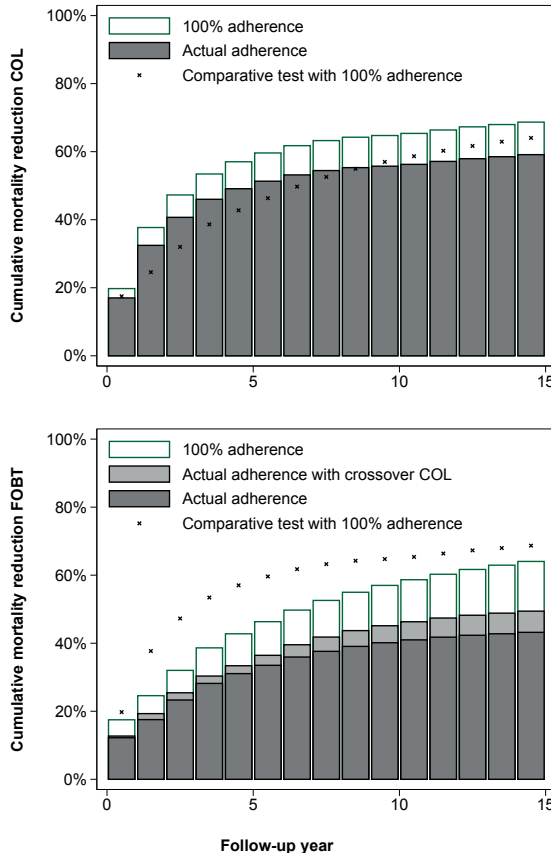 Cumulative mortality reduction COL
100%
80%
60%
40%
20%
0%
100% adherence
Actual adherence
Comparative test with 100% adherence
0 5 10 15
Cumulative mortality reduction FOBT
100%
80%
60%
40%
20%
0%
100% adherence
Actual adherence with crossover COL
Actual adherence
Comparative test with 100% adherence
0 5 10 15
Follow-up year